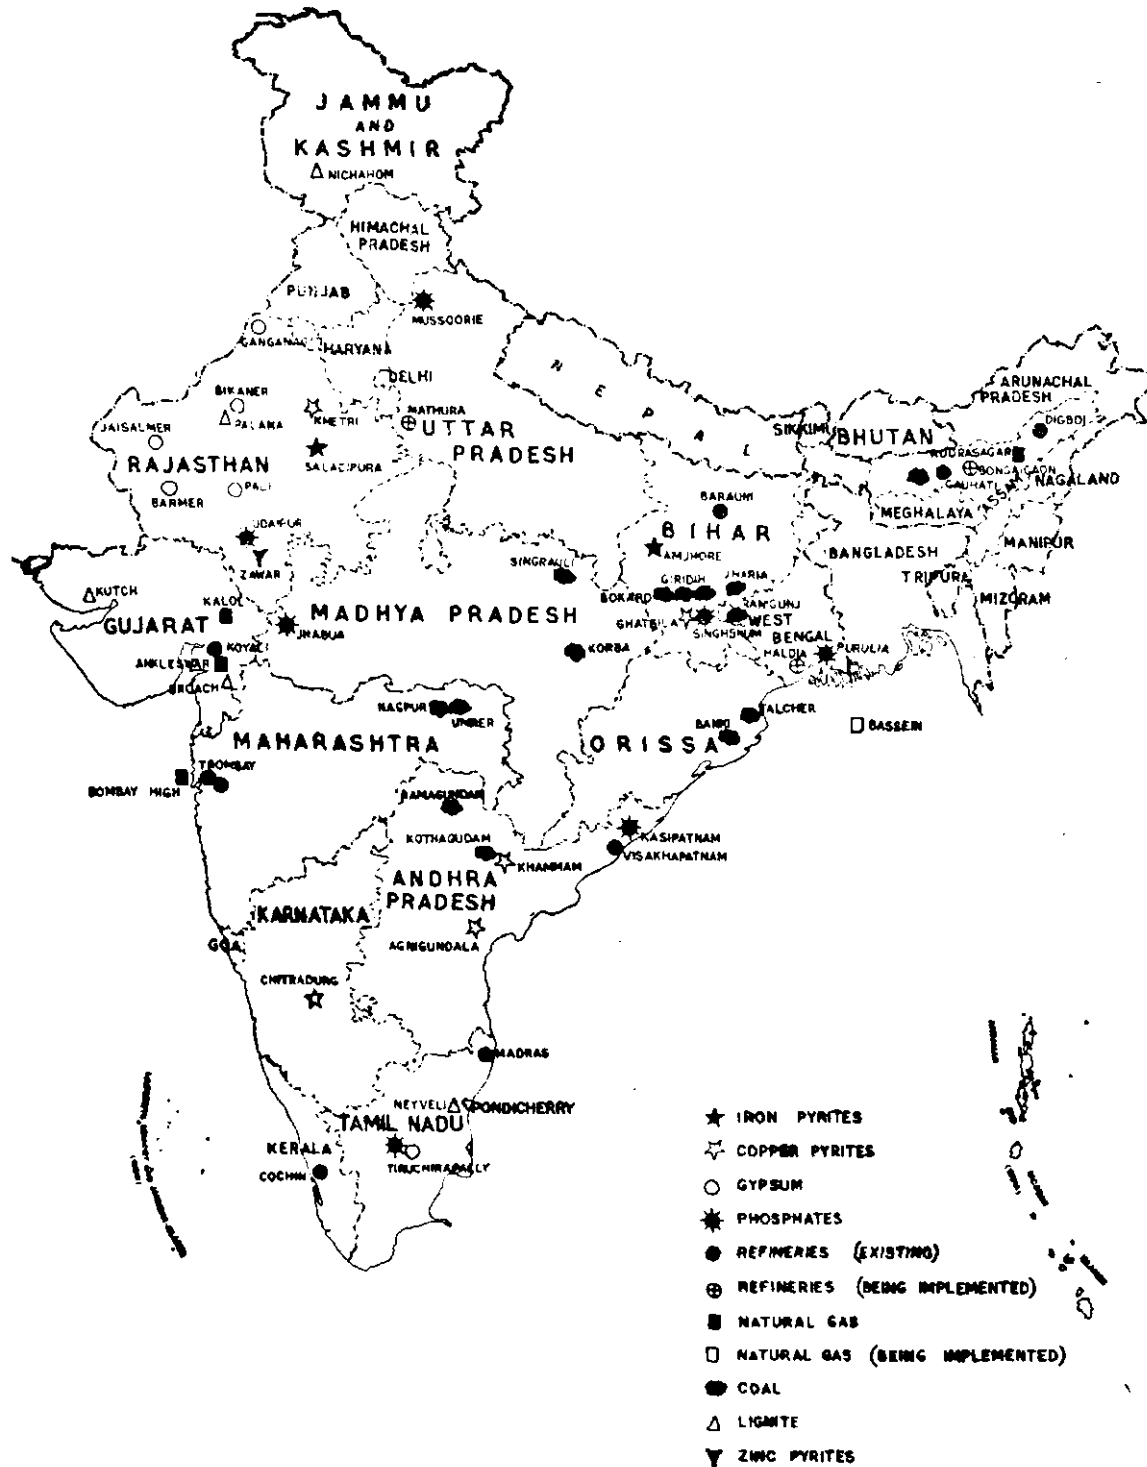 JAMMU
AND
KASHMIR
NICHAHOM
HIMACHAL
PRADESH
PUNJAB
MUSSOORIE
HARYANA
DELHI
NEPAL
ARUNACHAL
PRADESH
BIKANER
PALANA
KHETRI
MATHURA
UTTAR
PRADESH
SIKKIM
BHUTAN
DIGBOI
JAISALMER
RAJASTHAN
SALADIPURA
RUDRASAGAR
BONGAIGAON
GAUHATI
NAGALAND
BARMER
PALI
BARAUNI
MEGHALAYA
UDAIPUR
BIHAR
BANGLADESH
MANIPUR
ZAWAR
AMJHORE
SINGRAULI
TRIPURA
MIZORAM
KUTCH
KALOL
GIRIDIH
JHARIA
BOKARO
RANIGUNJ
GUJARAT
MADHYA PRADESH
WEST
BENGAL
JHABUA
KOYALI
KORBA
HALDIA
PURULIA
ANKLESWAR
BROACH
NAGPUR
UMRER
TALCHER
BASSEIN
MAHARASHTRA
ORISSA
TROMBAY
BOMBAY HIGH
RAMAGUNDAM
KOTHAGUDAM
KASIPATNAM
VISAKHAPATNAM
KHAMMAM
ANDHRA
PRADESH
KARNATAKA
GOA
AGNIGUNDALA
CHITRADURG
MADRAS
NEYVELI
PONDICHERRY
TAMIL NADU
KERALA
TIRUCHIRAPALLY
COCHIN
IRON PYRITES
COPPER PYRITES
GYPSUM
PHOSPHATES
REFINERIES (EXISTING)
REFINERIES (BEING IMPLEMENTED)
NATURAL GAS
NATURAL GAS (BEING IMPLEMENTED)
COAL
LIGNITE
ZINC PYRITES